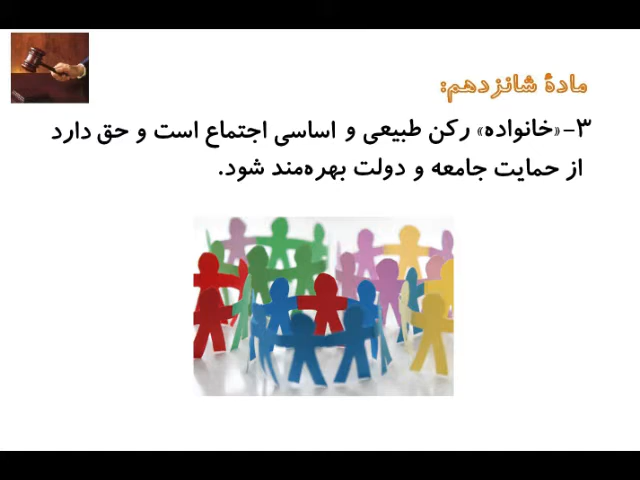 مادهٔ شانزدهم:
۳-«خانواده» رکن طبیعی و اساسی اجتماع است و حق دارد
از حمایت جامعه و دولت بهره‌مند شود.